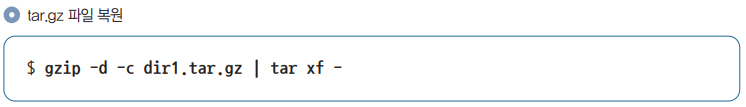 tar.gz 파일 복원
$ gzip -d -c dir1.tar.gz | tar xf -